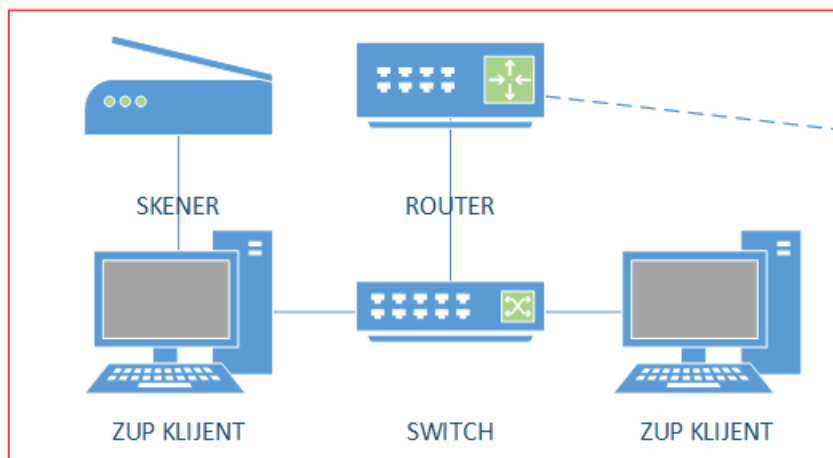 SKENER
ROUTER
ZUP KLIJENT
SWITCH
ZUP KLIJENT